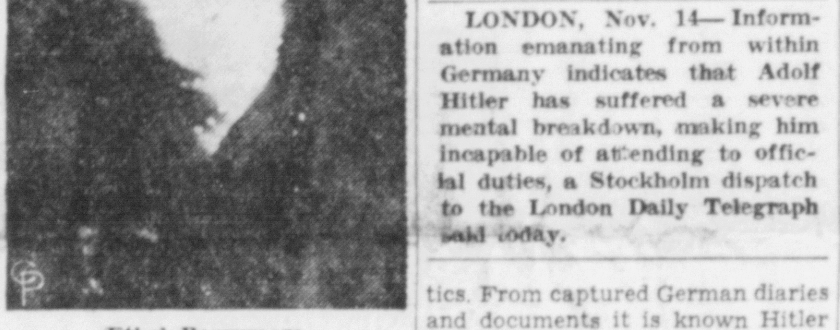 LONDON, Nov. 14— Inform-
ation emanating from within
Germany indicates that Adolf
Hitler has suffered a severe
mental breakdown, making him
incapable of attending to offic-
ial duties, a Stockholm dispatch
to the London Daily Telegraph
said today.
tics. From captured German diaries
and documents it is known Hitler
CP